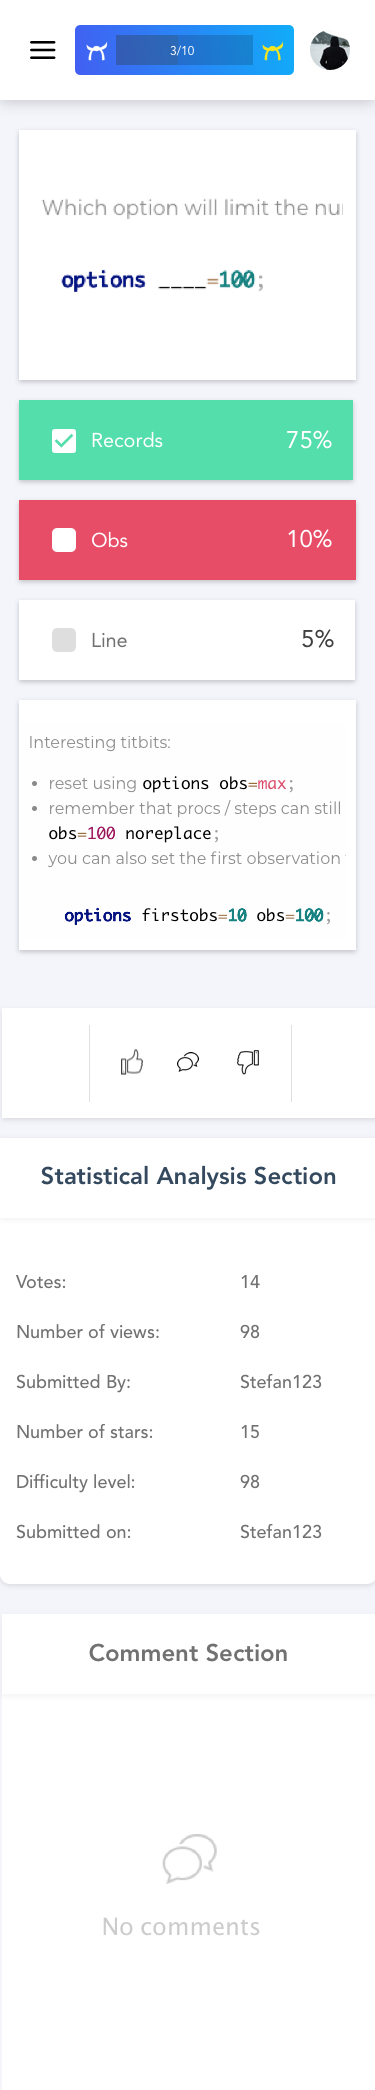 3/10
Which option will limit the nu
options ____=100;
Records 75%
Obs 10%
Line 5%
Interesting titbits:
• reset using options obs=max;
• remember that procs / steps can still
obs=100 noreplace;
• you can also set the first observation
options firstobs=10 obs=100;
Statistical Analysis Section
Votes: 14
Number of views: 98
Submitted By: Stefan123
Number of stars: 15
Difficulty level: 98
Submitted on: Stefan123
Comment Section
No comments